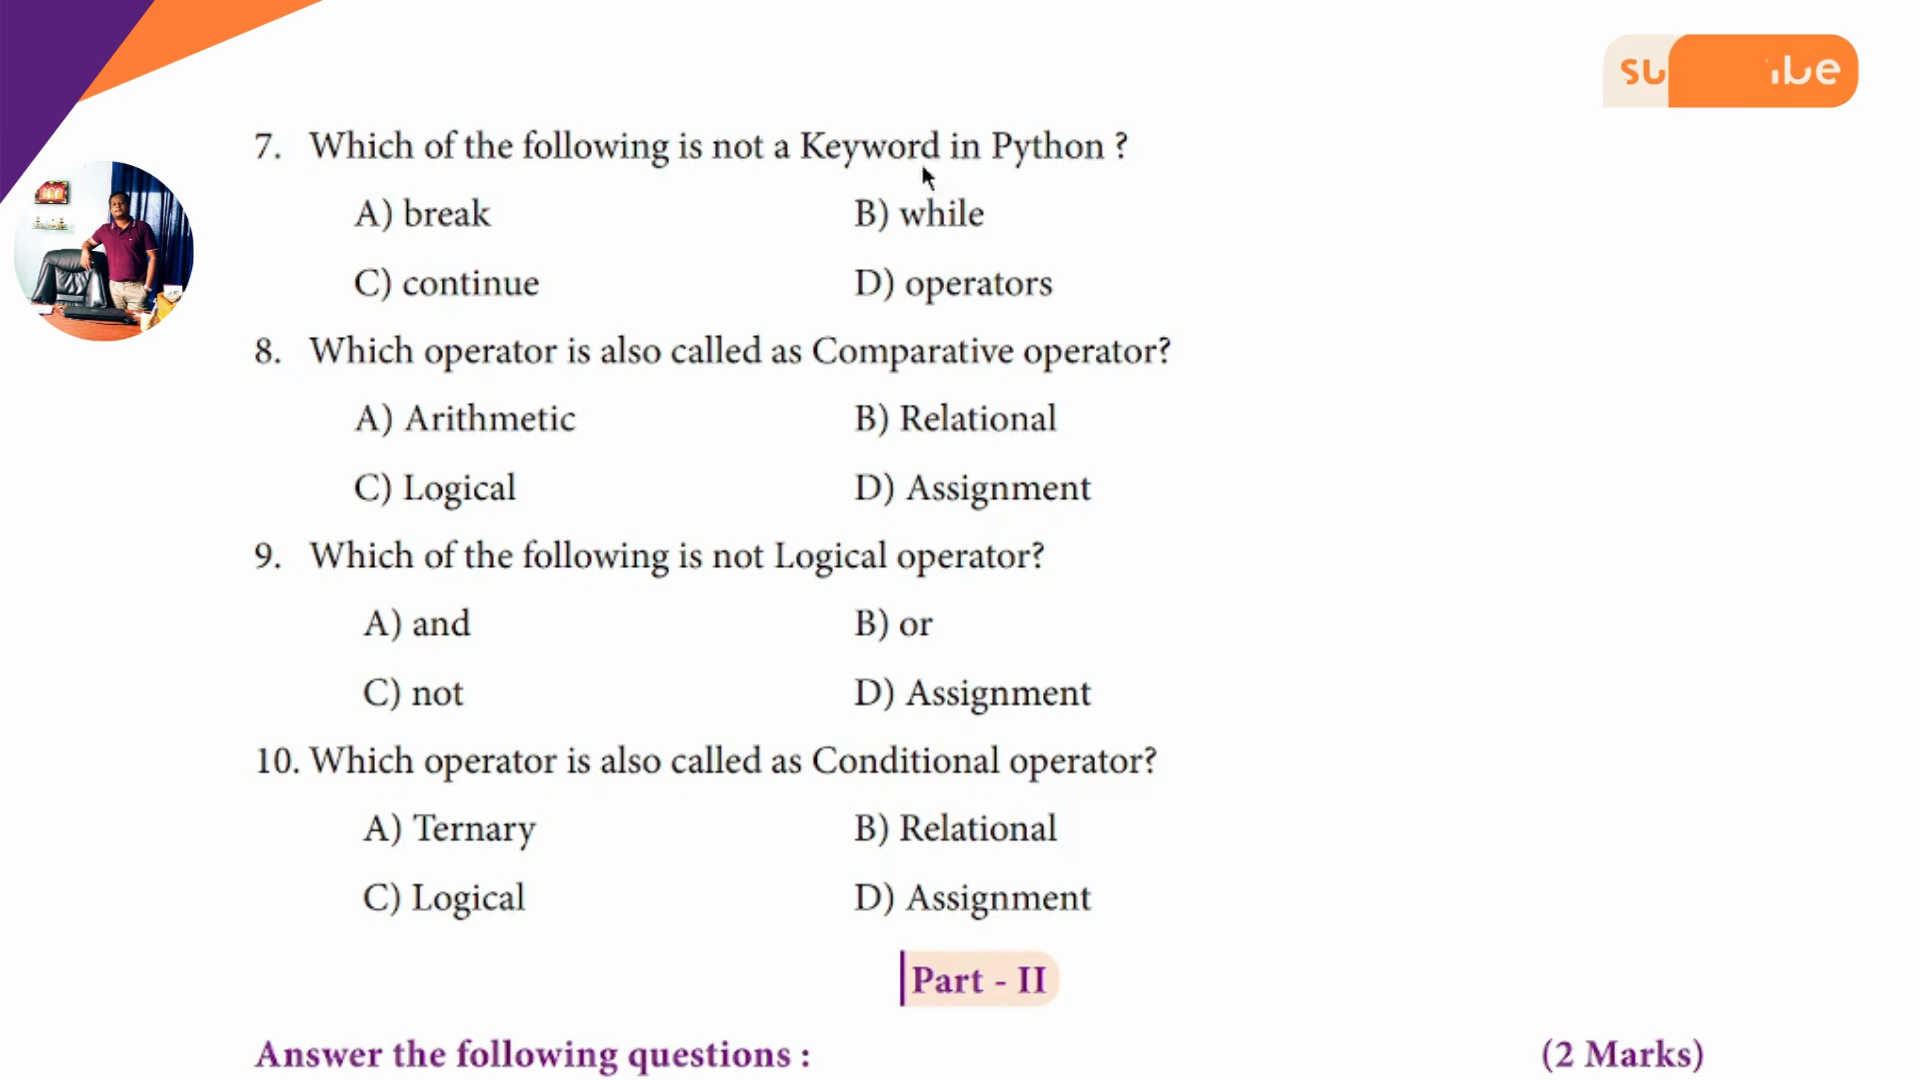 7. Which of the following is not a Keyword in Python ?
A) break B) while
C) continue D) operators
8. Which operator is also called as Comparative operator?
A) Arithmetic B) Relational
C) Logical D) Assignment
9. Which of the following is not Logical operator?
A) and B) or
C) not D) Assignment
10. Which operator is also called as Conditional operator?
A) Ternary B) Relational
C) Logical D) Assignment
Part - II
Answer the following questions : (2 Marks)